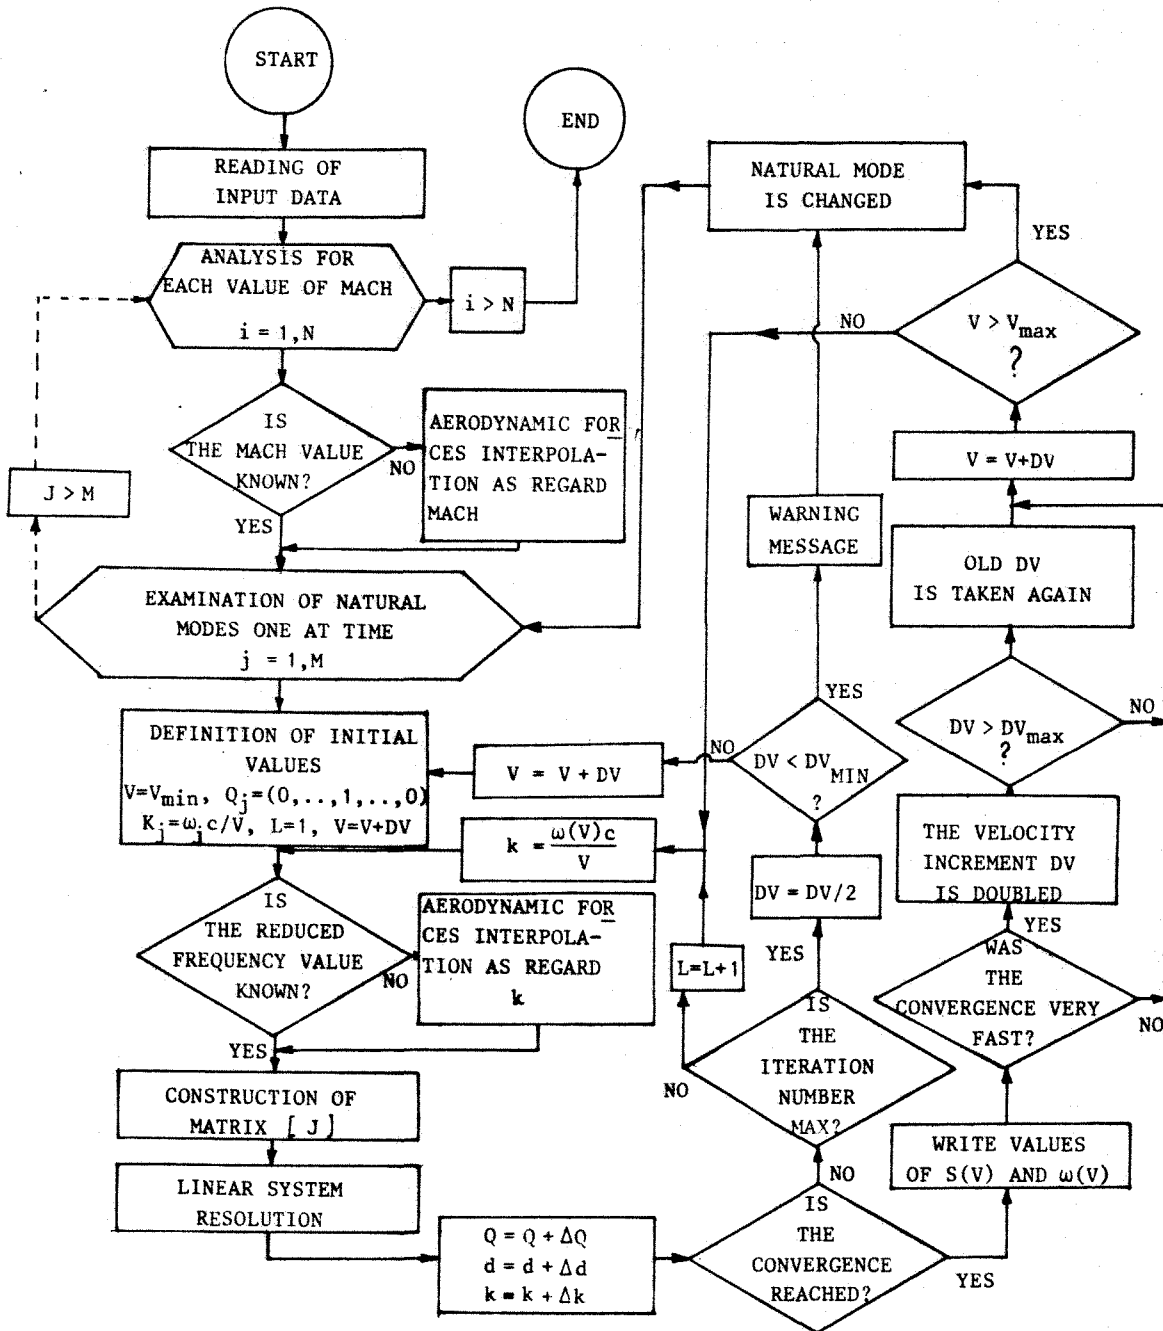 START
END
READING OF
INPUT DATA
ANALYSIS FOR
EACH VALUE OF MACH
i = 1,N
i > N
NATURAL MODE
IS CHANGED
YES
V > Vmax
?
NO
IS
THE MACH VALUE
KNOWN?
NO
YES
AERODYNAMIC FOR
CES INTERPOLA-
TION AS REGARD
MACH
J > M
V = V+DV
WARNING
MESSAGE
OLD DV
IS TAKEN AGAIN
EXAMINATION OF NATURAL
MODES ONE AT TIME
j = 1,M
YES
NO
DV > DVmax
?
DEFINITION OF INITIAL
VALUES
V=Vmin, Qj=(0,..,1,..,0)
Kj=ωjc/V, L=1, V=V+DV
V = V + DV
NO
DV < DVMIN
?
k = ω(V)c/V
THE VELOCITY
INCREMENT DV
IS DOUBLED
DV = DV/2
IS
THE REDUCED
FREQUENCY VALUE
KNOWN?
NO
YES
AERODYNAMIC FOR
CES INTERPOLA-
TION AS REGARD
k
L=L+1
YES
YES
WAS
THE
CONVERGENCE VERY
FAST?
NO
IS
THE
ITERATION
NUMBER
MAX?
NO
NO
CONSTRUCTION OF
MATRIX [J]
LINEAR SYSTEM
RESOLUTION
WRITE VALUES
OF S(V) AND ω(V)
Q = Q + ΔQ
d = d + Δd
k = k + Δk
IS
THE
CONVERGENCE
REACHED?
YES